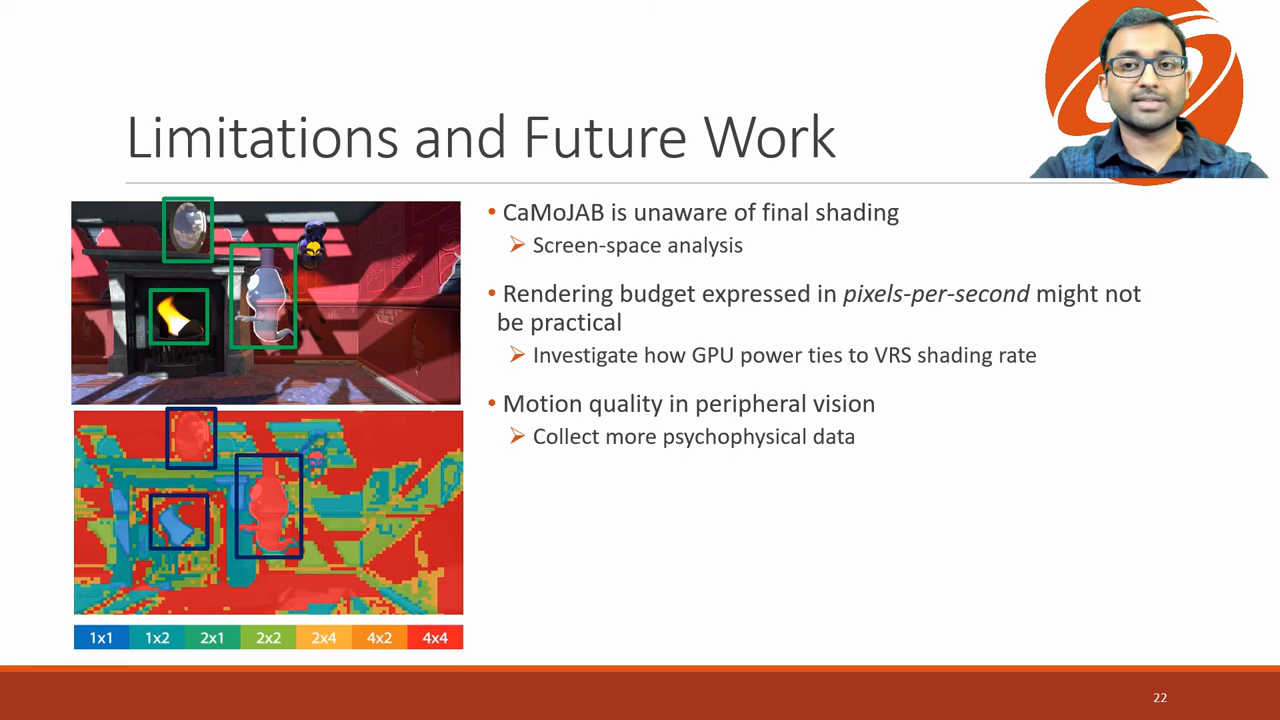 Limitations and Future Work
• CaMoJAB is unaware of final shading
➢ Screen-space analysis
• Rendering budget expressed in pixels-per-second might not
be practical
➢ Investigate how GPU power ties to VRS shading rate
• Motion quality in peripheral vision
➢ Collect more psychophysical data
1x1 1x2 2x1 2x2 2x4 4x2 4x4
22